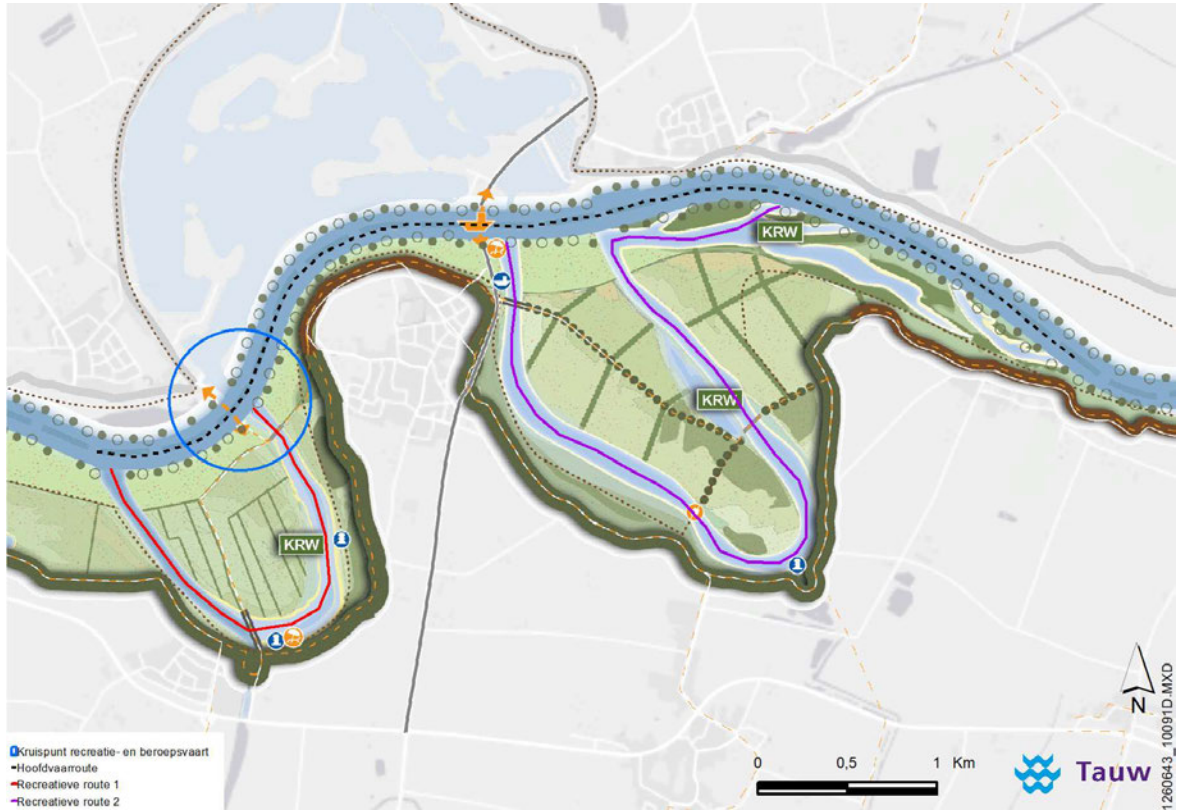 KRW
KRW
KRW
Kruispunt recreatie- en beroepsvaart
Hoofdvaarroute
Recreatieve route 1
Recreatieve route 2
0 0,5 1 Km
N
Tauw
1260643_10091D.MXD